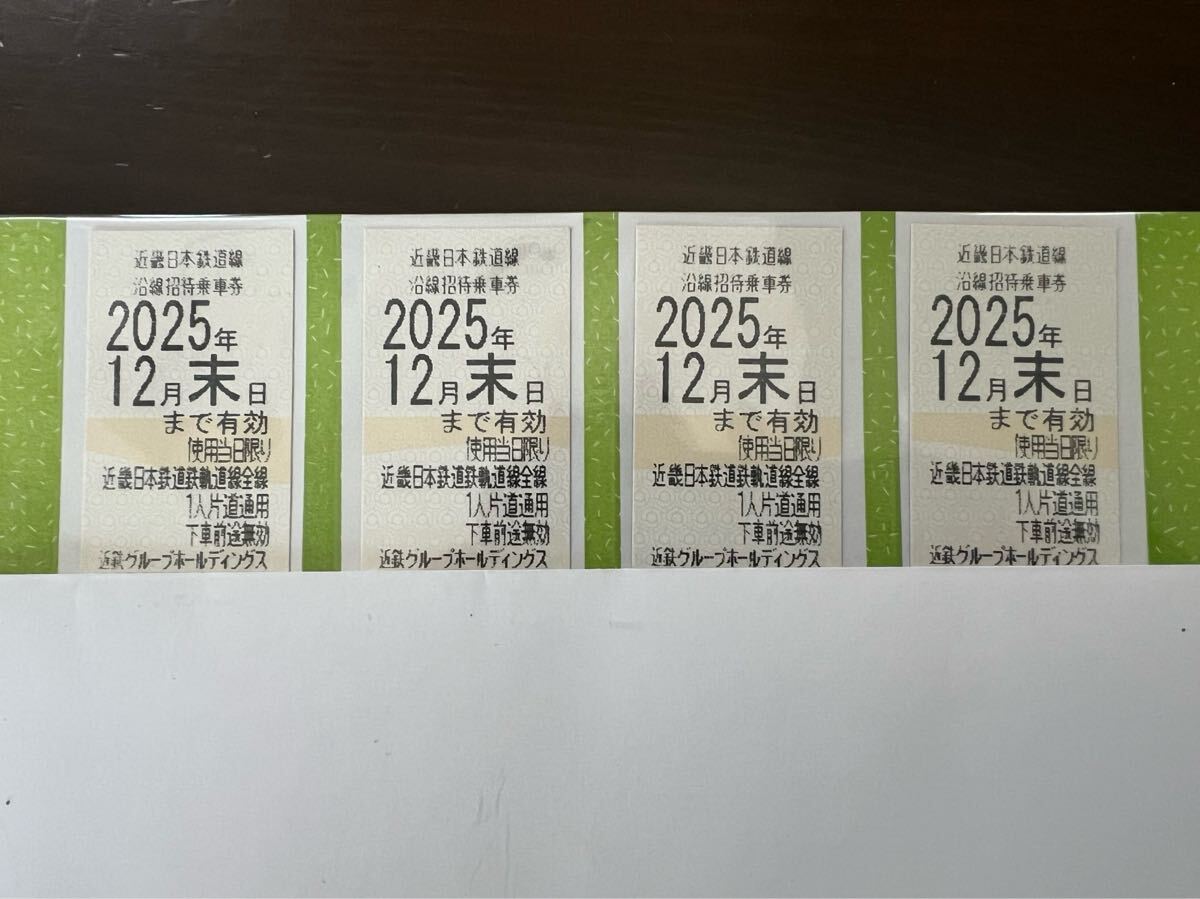 近畿日本鉄道線
沿線招待乗車券
2025年
12月末日
まで有効
(使用当日限り)
近畿日本鉄道鉄軌道線全線
1人片道通用
下車前途無効
近鉄グループホールディングス
近畿日本鉄道線
沿線招待乗車券
2025年
12月末日
まで有効
(使用当日限り)
近畿日本鉄道鉄軌道線全線
1人片道通用
下車前途無効
近鉄グループホールディングス
近畿日本鉄道線
沿線招待乗車券
2025年
12月末日
まで有効
(使用当日限り)
近畿日本鉄道鉄軌道線全線
1人片道通用
下車前途無効
近鉄グループホールディングス
近畿日本鉄道線
沿線招待乗車券
2025年
12月末日
まで有効
(使用当日限り)
近畿日本鉄道鉄軌道線全線
1人片道通用
下車前途無効
近鉄グループホールディングス